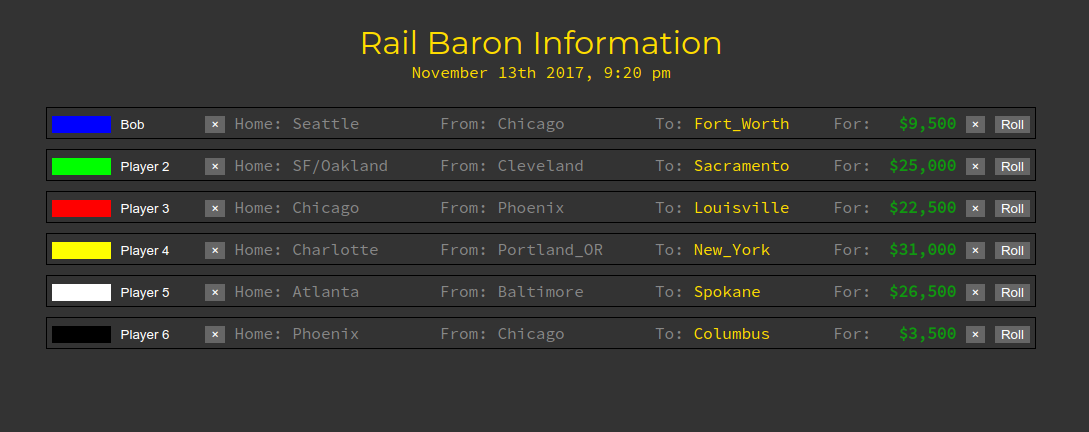 Rail Baron Information
November 13th 2017, 9:20 pm
Bob × Home: Seattle From: Chicago To: Fort_Worth For: $9,500 × Roll
Player 2 × Home: SF/Oakland From: Cleveland To: Sacramento For: $25,000 × Roll
Player 3 × Home: Chicago From: Phoenix To: Louisville For: $22,500 × Roll
Player 4 × Home: Charlotte From: Portland_OR To: New_York For: $31,000 × Roll
Player 5 × Home: Atlanta From: Baltimore To: Spokane For: $26,500 × Roll
Player 6 × Home: Phoenix From: Chicago To: Columbus For: $3,500 × Roll